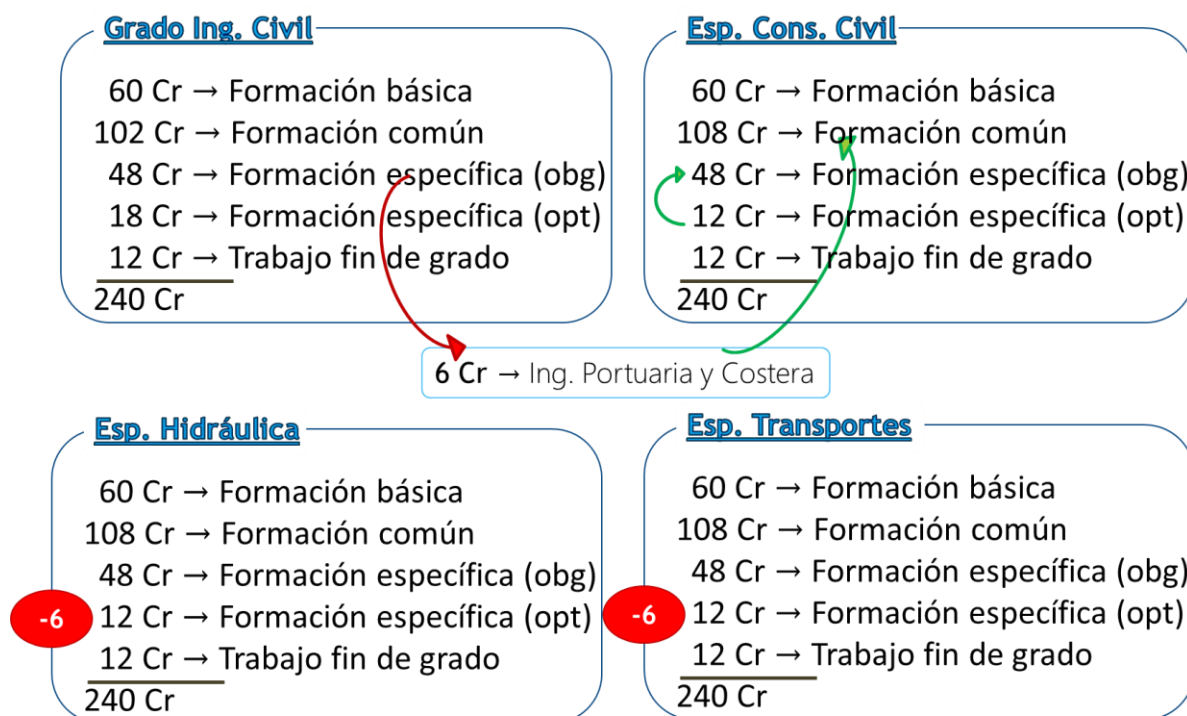 Grado Ing. Civil
60 Cr → Formación básica
102 Cr → Formación común
48 Cr → Formación específica (obg)
18 Cr → Formación específica (opt)
12 Cr → Trabajo fin de grado
240 Cr
Esp. Cons. Civil
60 Cr → Formación básica
108 Cr → Formación común
48 Cr → Formación específica (obg)
12 Cr → Formación específica (opt)
12 Cr → Trabajo fin de grado
240 Cr
6 Cr → Ing. Portuaria y Costera
Esp. Hidráulica
60 Cr → Formación básica
108 Cr → Formación común
48 Cr → Formación específica (obg)
-6
12 Cr → Formación específica (opt)
12 Cr → Trabajo fin de grado
240 Cr
Esp. Transportes
60 Cr → Formación básica
108 Cr → Formación común
48 Cr → Formación específica (obg)
-6
12 Cr → Formación específica (opt)
12 Cr → Trabajo fin de grado
240 Cr